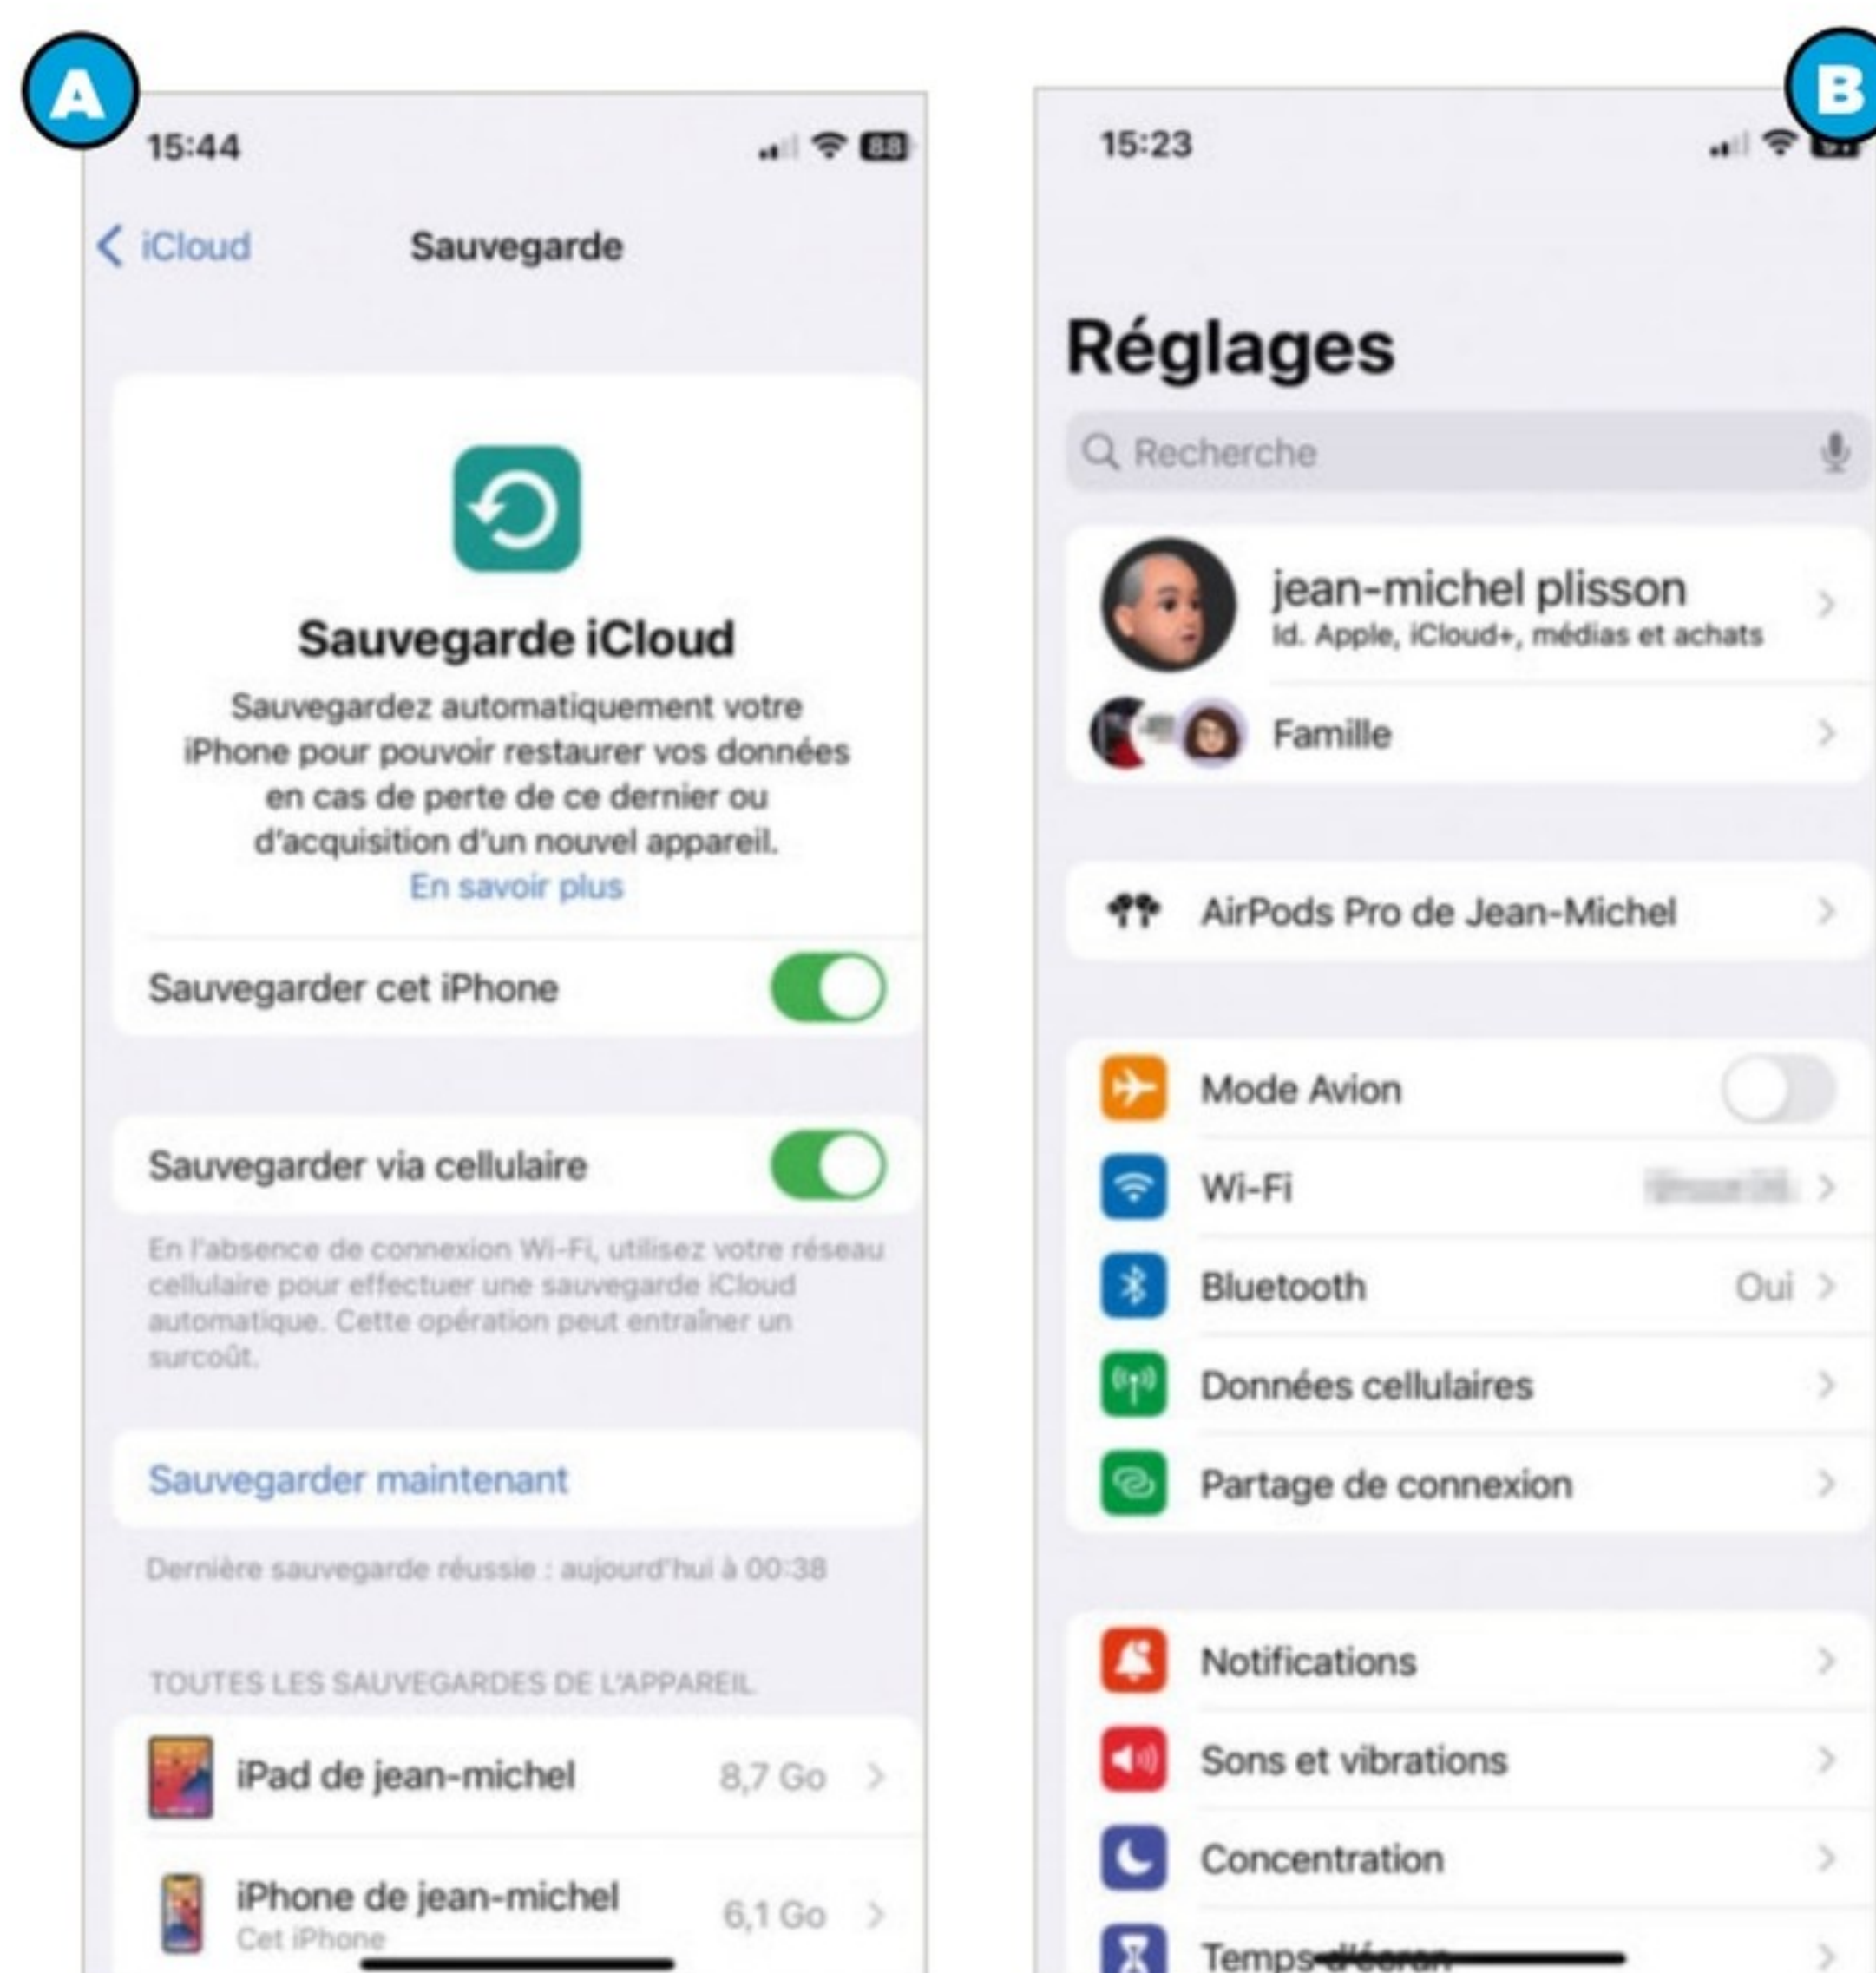 A
15:44
88
iCloud
Sauvegarde
Sauvegarde iCloud
Sauvegardez automatiquement votre
iPhone pour pouvoir restaurer vos données
en cas de perte de ce dernier ou
d'acquisition d'un nouvel appareil.
En savoir plus
Sauvegarder cet iPhone
Sauvegarder via cellulaire
En l'absence de connexion Wi-Fi, utilisez votre réseau
cellulaire pour effectuer une sauvegarde iCloud
automatique. Cette opération peut entraîner un
surcoût.
Sauvegarder maintenant
Dernière sauvegarde réussie : aujourd'hui à 00:38
TOUTES LES SAUVEGARDES DE L'APPAREIL
iPad de jean-michel 8,7 Go
iPhone de jean-michel 6,1 Go
Cet iPhone
B
15:23
Réglages
Recherche
jean-michel plisson
Id. Apple, iCloud+, médias et achats
Famille
AirPods Pro de Jean-Michel
Mode Avion
Wi-Fi
Bluetooth Oui
Données cellulaires
Partage de connexion
Notifications
Sons et vibrations
Concentration
Temps d'écran